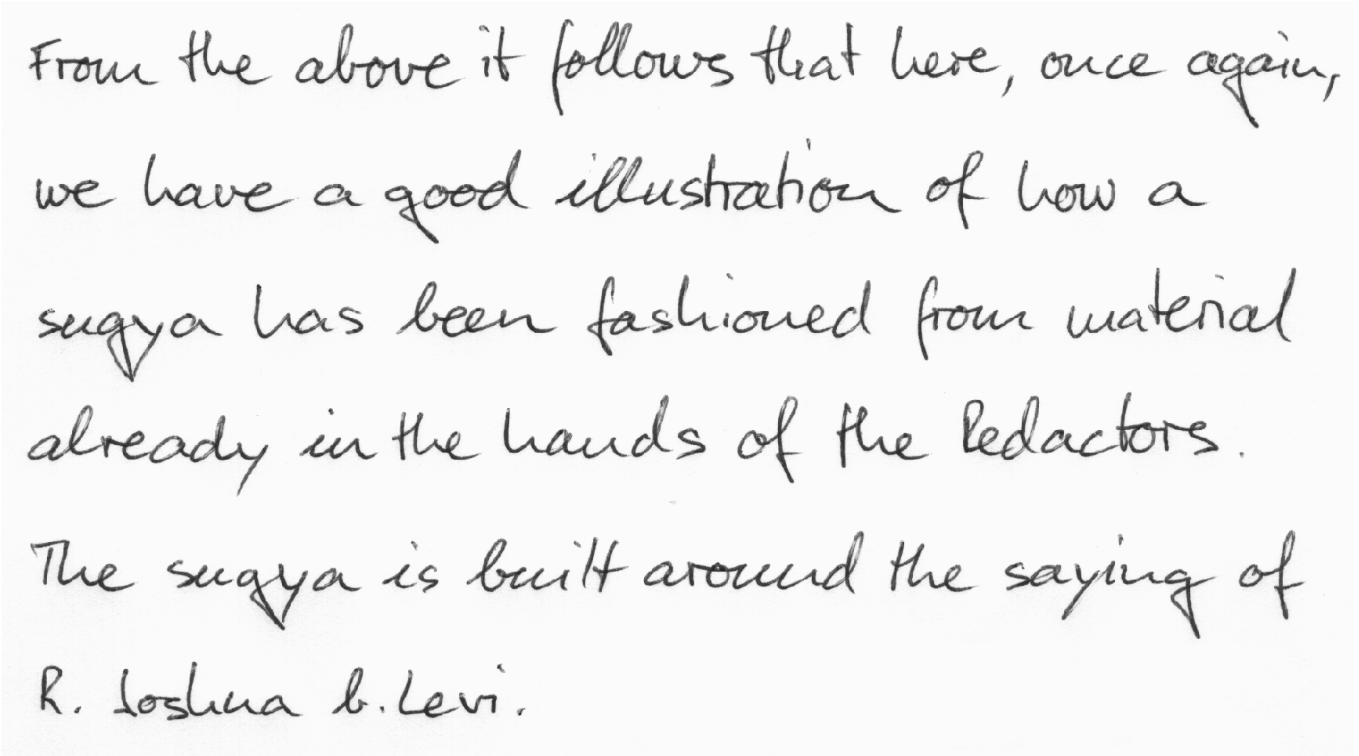 From the above it follows that here, once again,
we have a good illustration of how a
sugya has been fashioned from material
already in the hands of the Redactors.
The sugya is built around the saying of
R. Joshua b. Levi.